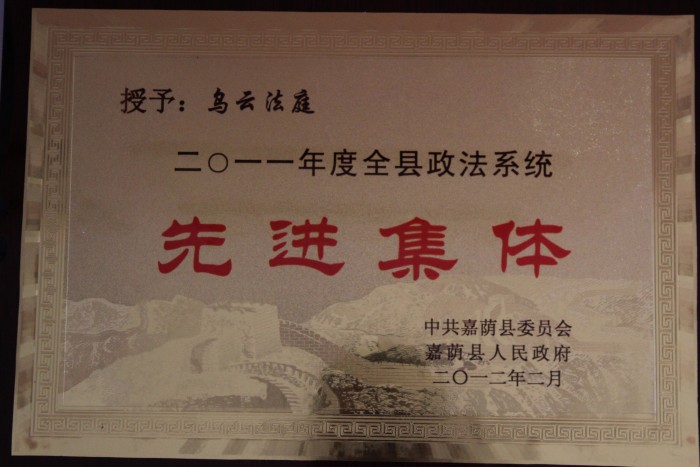 授予：乌云法庭
二〇一一年度全县政法系统
先进集体
中共嘉荫县委员会
嘉荫县人民政府
二〇一二年二月